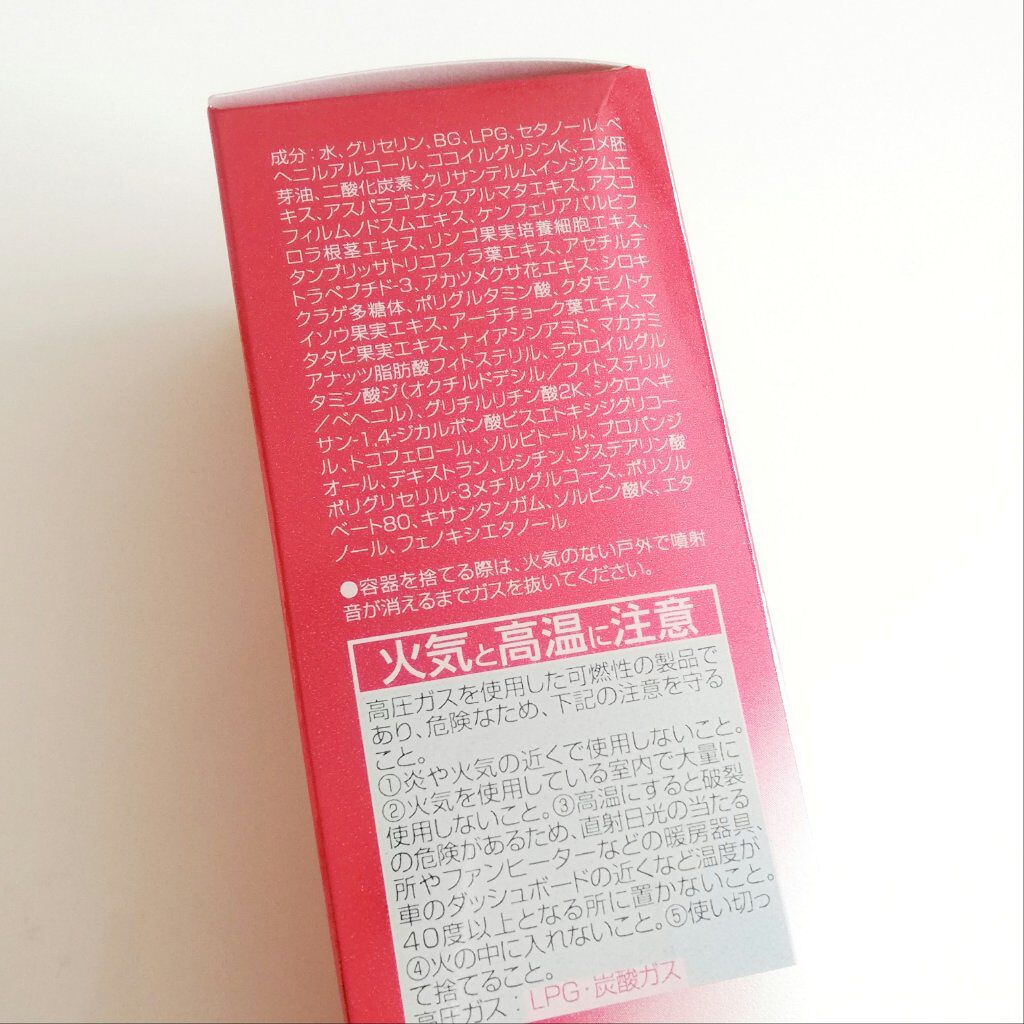 成分：水、グリセリン、BG、LPG、セタノール、ベ
ヘニルアルコール、ココイルグリシンK、コメ胚
芽油、二酸化炭素、クリサンテルムインジクムエ
キス、アスパラゴプシスアルマタエキス、アスコ
フィルムノドスムエキス、ケンフェリアパルビフ
ロラ根茎エキス、リンゴ果実培養細胞エキス、
タンブリッサトリコフィラ葉エキス、アセチルテ
トラペプチド-3、アカツメクサ花エキス、シロキ
クラゲ多糖体、ポリグルタミン酸、クダモノトケ
イソウ果実エキス、アーチチョーク葉エキス、マ
タタビ果実エキス、ナイアシンアミド、マカデミ
アナッツ脂肪酸フィトステリル、ラウロイルグル
タミン酸ジ（オクチルドデシル／フィトステリル
／ベヘニル）、グリチルリチン酸2K、シクロヘキ
サン-1,4-ジカルボン酸ビスエトキシジグリコー
ル、トコフェロール、ソルビトール、プロパンジ
オール、デキストラン、レシチン、ジステアリン酸
ポリグリセリル-3メチルグルコース、ポリソル
ベート80、キサンタンガム、ソルビン酸K、エタ
ノール、フェノキシエタノール
●容器を捨てる際は、火気のない戸外で噴射
音が消えるまでガスを抜いてください。
火気と高温に注意
高圧ガスを使用した可燃性の製品で
あり、危険なため、下記の注意を守る
こと。
①炎や火気の近くで使用しないこと。
②火気を使用している室内で大量に
使用しないこと。③高温にすると破裂
の危険があるため、直射日光の当たる
所やファンヒーターなどの暖房器具、
車のダッシュボードの近くなど温度が
40度以上となる所に置かないこと。
④火の中に入れないこと。⑤使い切っ
て捨てること。
高圧ガス：LPG・炭酸ガス